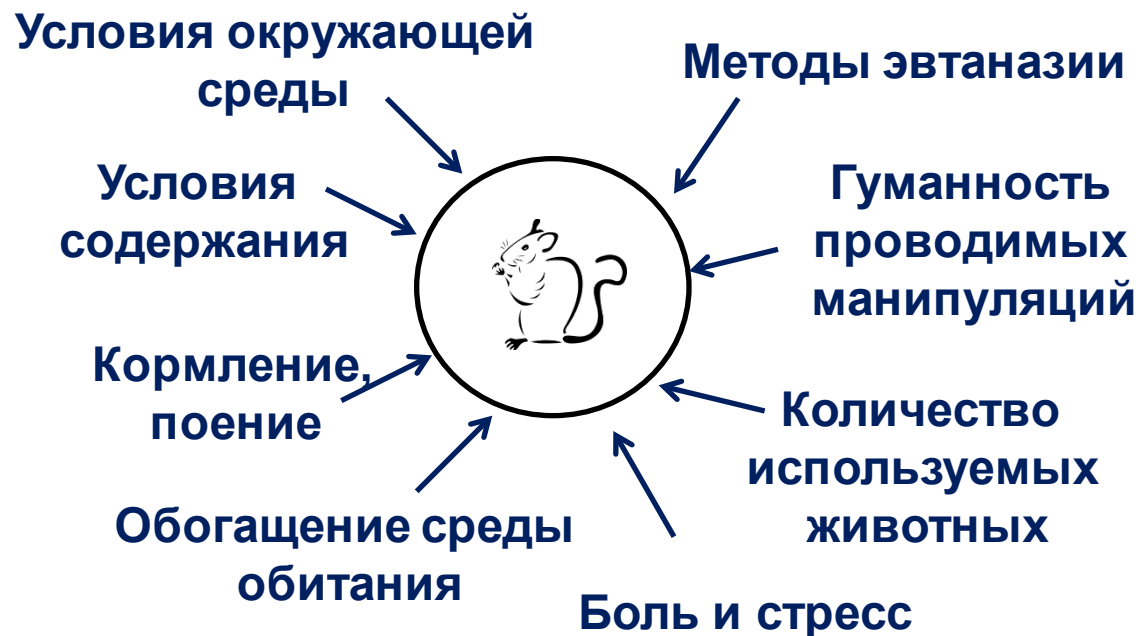 Условия окружающей
среды
Методы эвтаназии
Условия
содержания
Гуманность
проводимых
манипуляций
Кормление,
поение
Количество
используемых
животных
Обогащение среды
обитания
Боль и стресс